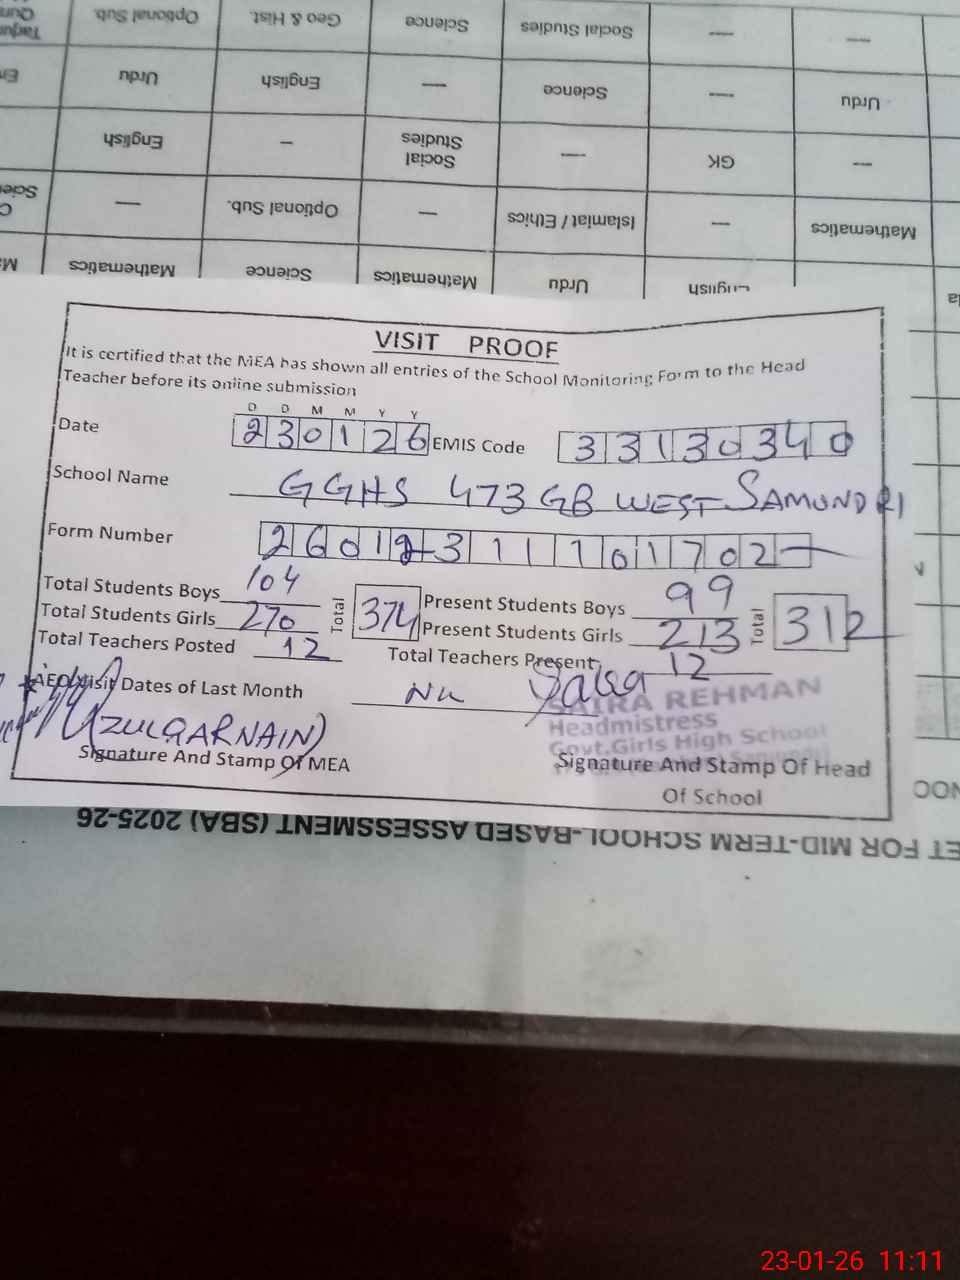 Tagu
Qura
Optional Sub.
Geo & Hist.
Science
Social Studies
—
—
En
Urdu
English
—
Science
—
Urdu
English
–
Social Studies
—
GK
—
Scie
—
Optional Sub.
—
Islamiat / Ethics
—
Mathematics
Ma
Mathematics
Science
Mathematics
Urdu
English
VISIT PROOF
It is certified that the MEA has shown all entries of the School Monitoring Form to the Head
Teacher before its online submission
D D M M Y Y
Date 230126 EMIS Code 33130340
School Name GGHS 473 GB WEST SAMUNDRI
Form Number
Total Students Boys 104
Total Students Girls 270
Total 374
Present Students Boys 99
Present Students Girls 213
Total 312
Total Teachers Posted 12
Total Teachers Present 12
AEO Visit Dates of Last Month
SAIRA REHMAN
Headmistress
Govt.Girls High School
(ZULQARNAIN)
Signature And Stamp Of MEA
Signature And Stamp Of Head
Of School
ET FOR MID-TERM SCHOOL-BASED ASSESSMENT (SBA) 2025-26
23-01-26 11:11